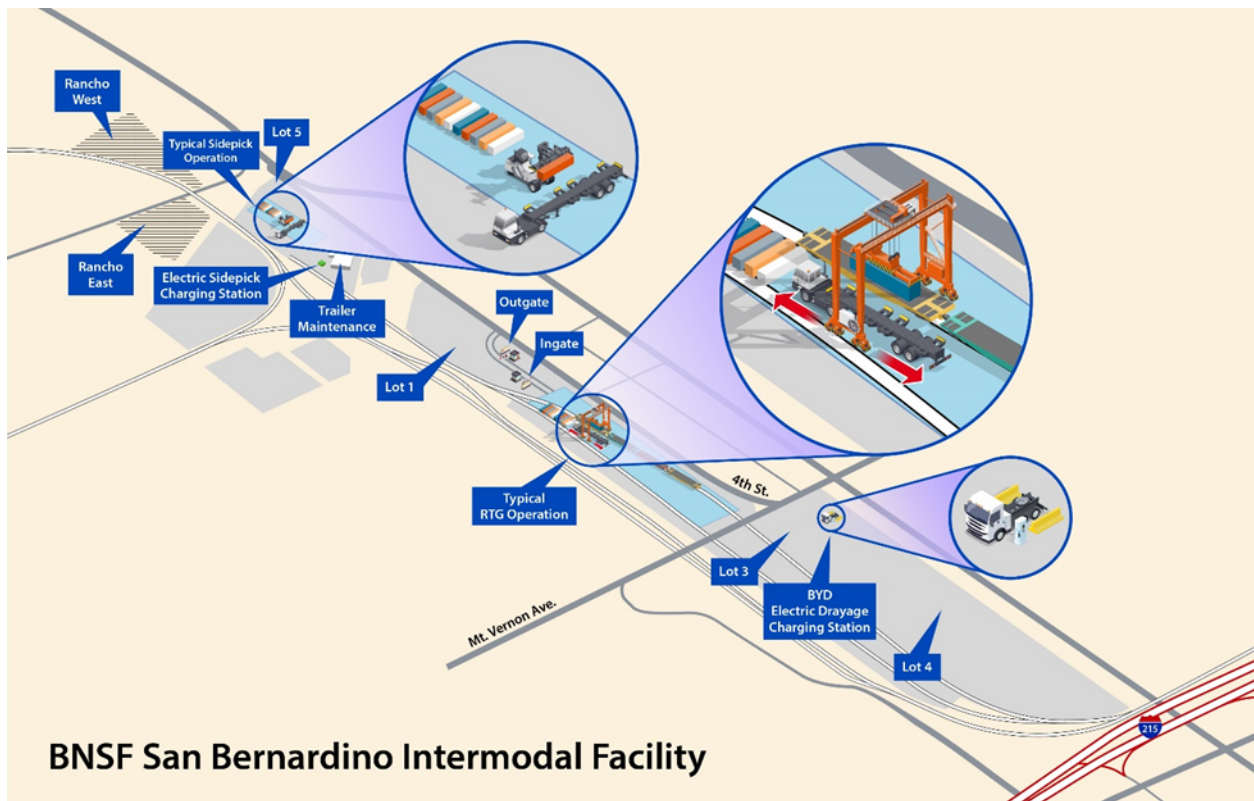 Rancho
West
Typical Sidepick
Operation
Lot 5
Rancho
East
Electric Sidepick
Charging Station
Trailer
Maintenance
Outgate
Ingate
Lot 1
Typical
RTG Operation
4th St.
Mt. Vernon Ave.
Lot 3
BYD
Electric Drayage
Charging Station
Lot 4
215
BNSF San Bernardino Intermodal Facility